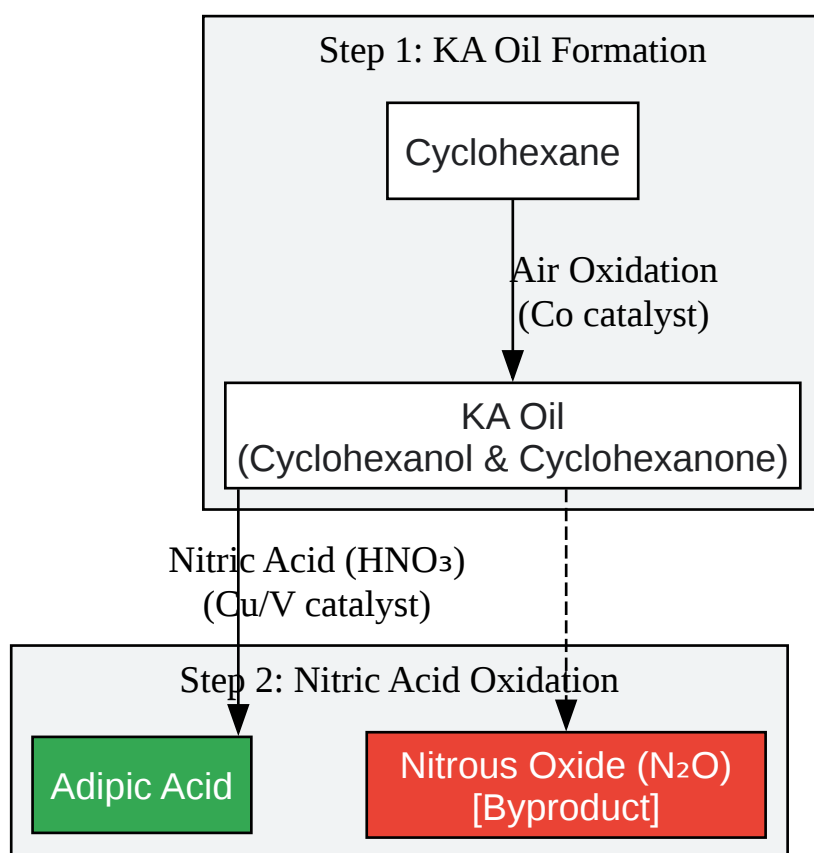 Step 1: KA Oil Formation
Cyclohexane
Air Oxidation
(Co catalyst)
KA Oil
(Cyclohexanol & Cyclohexanone)
Nitric Acid (HNO₃)
(Cu/V catalyst)
Step 2: Nitric Acid Oxidation
Adipic Acid
Nitrous Oxide (N₂O)
[Byproduct]